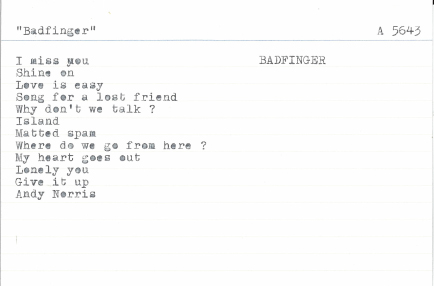 "Badfinger" A 5643
I miss you BADFINGER
Shine on
Love is easy
Song for a lost friend
Why don't we talk ?
Island
Matted spam
Where do we go from here ?
My heart goes out
Lonely you
Give it up
Andy Norris